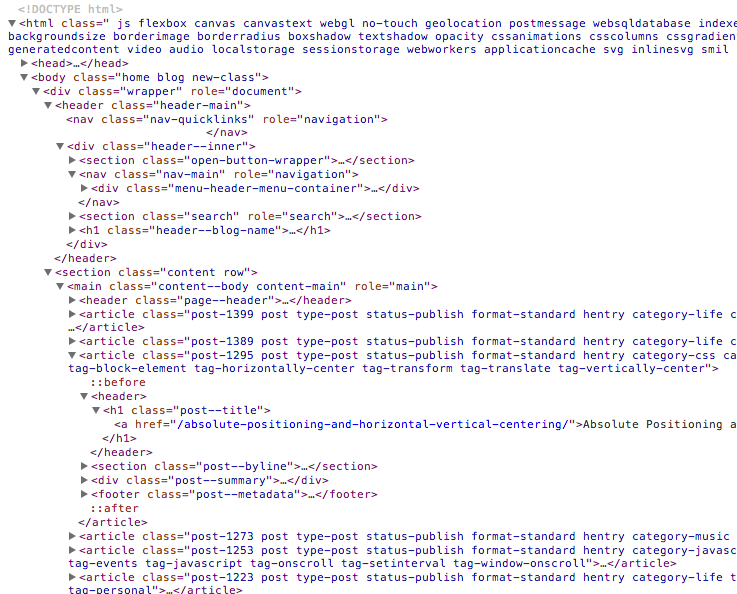 <!DOCTYPE html>
▼<html class=" js flexbox canvas canvastext webgl no-touch geolocation postmessage websqldatabase indexe
backgroundsize borderimage borderradius boxshadow textshadow opacity cssanimations csscolumns cssgradien
generatedcontent video audio localstorage sessionstorage webworkers applicationcache svg inlinesvg smil
▶<head>…</head>
▼<body class="home blog new-class">
▼<div class="wrapper" role="document">
▼<header class="header-main">
<nav class="nav-quicklinks" role="navigation">
</nav>
▼<div class="header--inner">
▶<section class="open-button-wrapper">…</section>
▼<nav class="nav-main" role="navigation">
▶<div class="menu-header-menu-container">…</div>
</nav>
▶<section class="search" role="search">…</section>
▶<h1 class="header--blog-name">…</h1>
</div>
</header>
▼<section class="content row">
▼<main class="content--body content-main" role="main">
▶<header class="page--header">…</header>
▶<article class="post-1399 post type-post status-publish format-standard hentry category-life c
…</article>
▶<article class="post-1389 post type-post status-publish format-standard hentry category-life c
▼<article class="post-1295 post type-post status-publish format-standard hentry category-css ca
tag-block-element tag-horizontally-center tag-transform tag-translate tag-vertically-center">
::before
▼<header>
▼<h1 class="post--title">
<a href="/absolute-positioning-and-horizontal-vertical-centering/">Absolute Positioning a
</h1>
</header>
▶<section class="post--byline">…</section>
▶<div class="post--summary">…</div>
▶<footer class="post--metadata">…</footer>
::after
</article>
▶<article class="post-1273 post type-post status-publish format-standard hentry category-music
▶<article class="post-1253 post type-post status-publish format-standard hentry category-javasc
tag-events tag-javascript tag-onscroll tag-setinterval tag-window-onscroll">…</article>
▶<article class="post-1223 post type-post status-publish format-standard hentry category-life t
tag-personal">…</article>